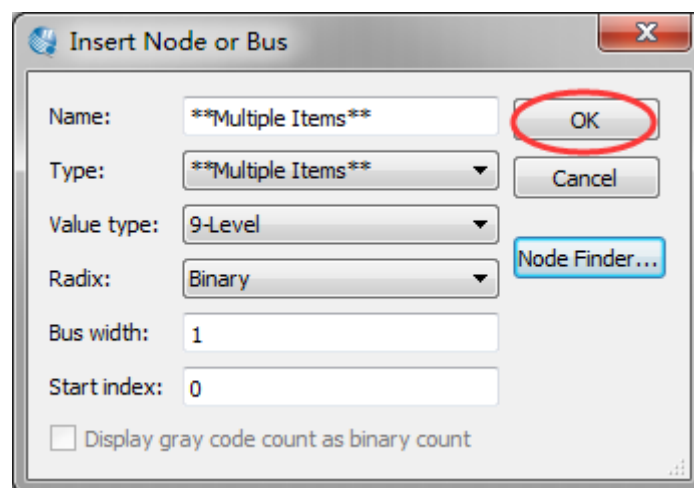 Insert Node or Bus
Name: **Multiple Items** OK
Type: **Multiple Items** Cancel
Value type: 9-Level
Node Finder...
Radix: Binary
Bus width: 1
Start index: 0
Display gray code count as binary count